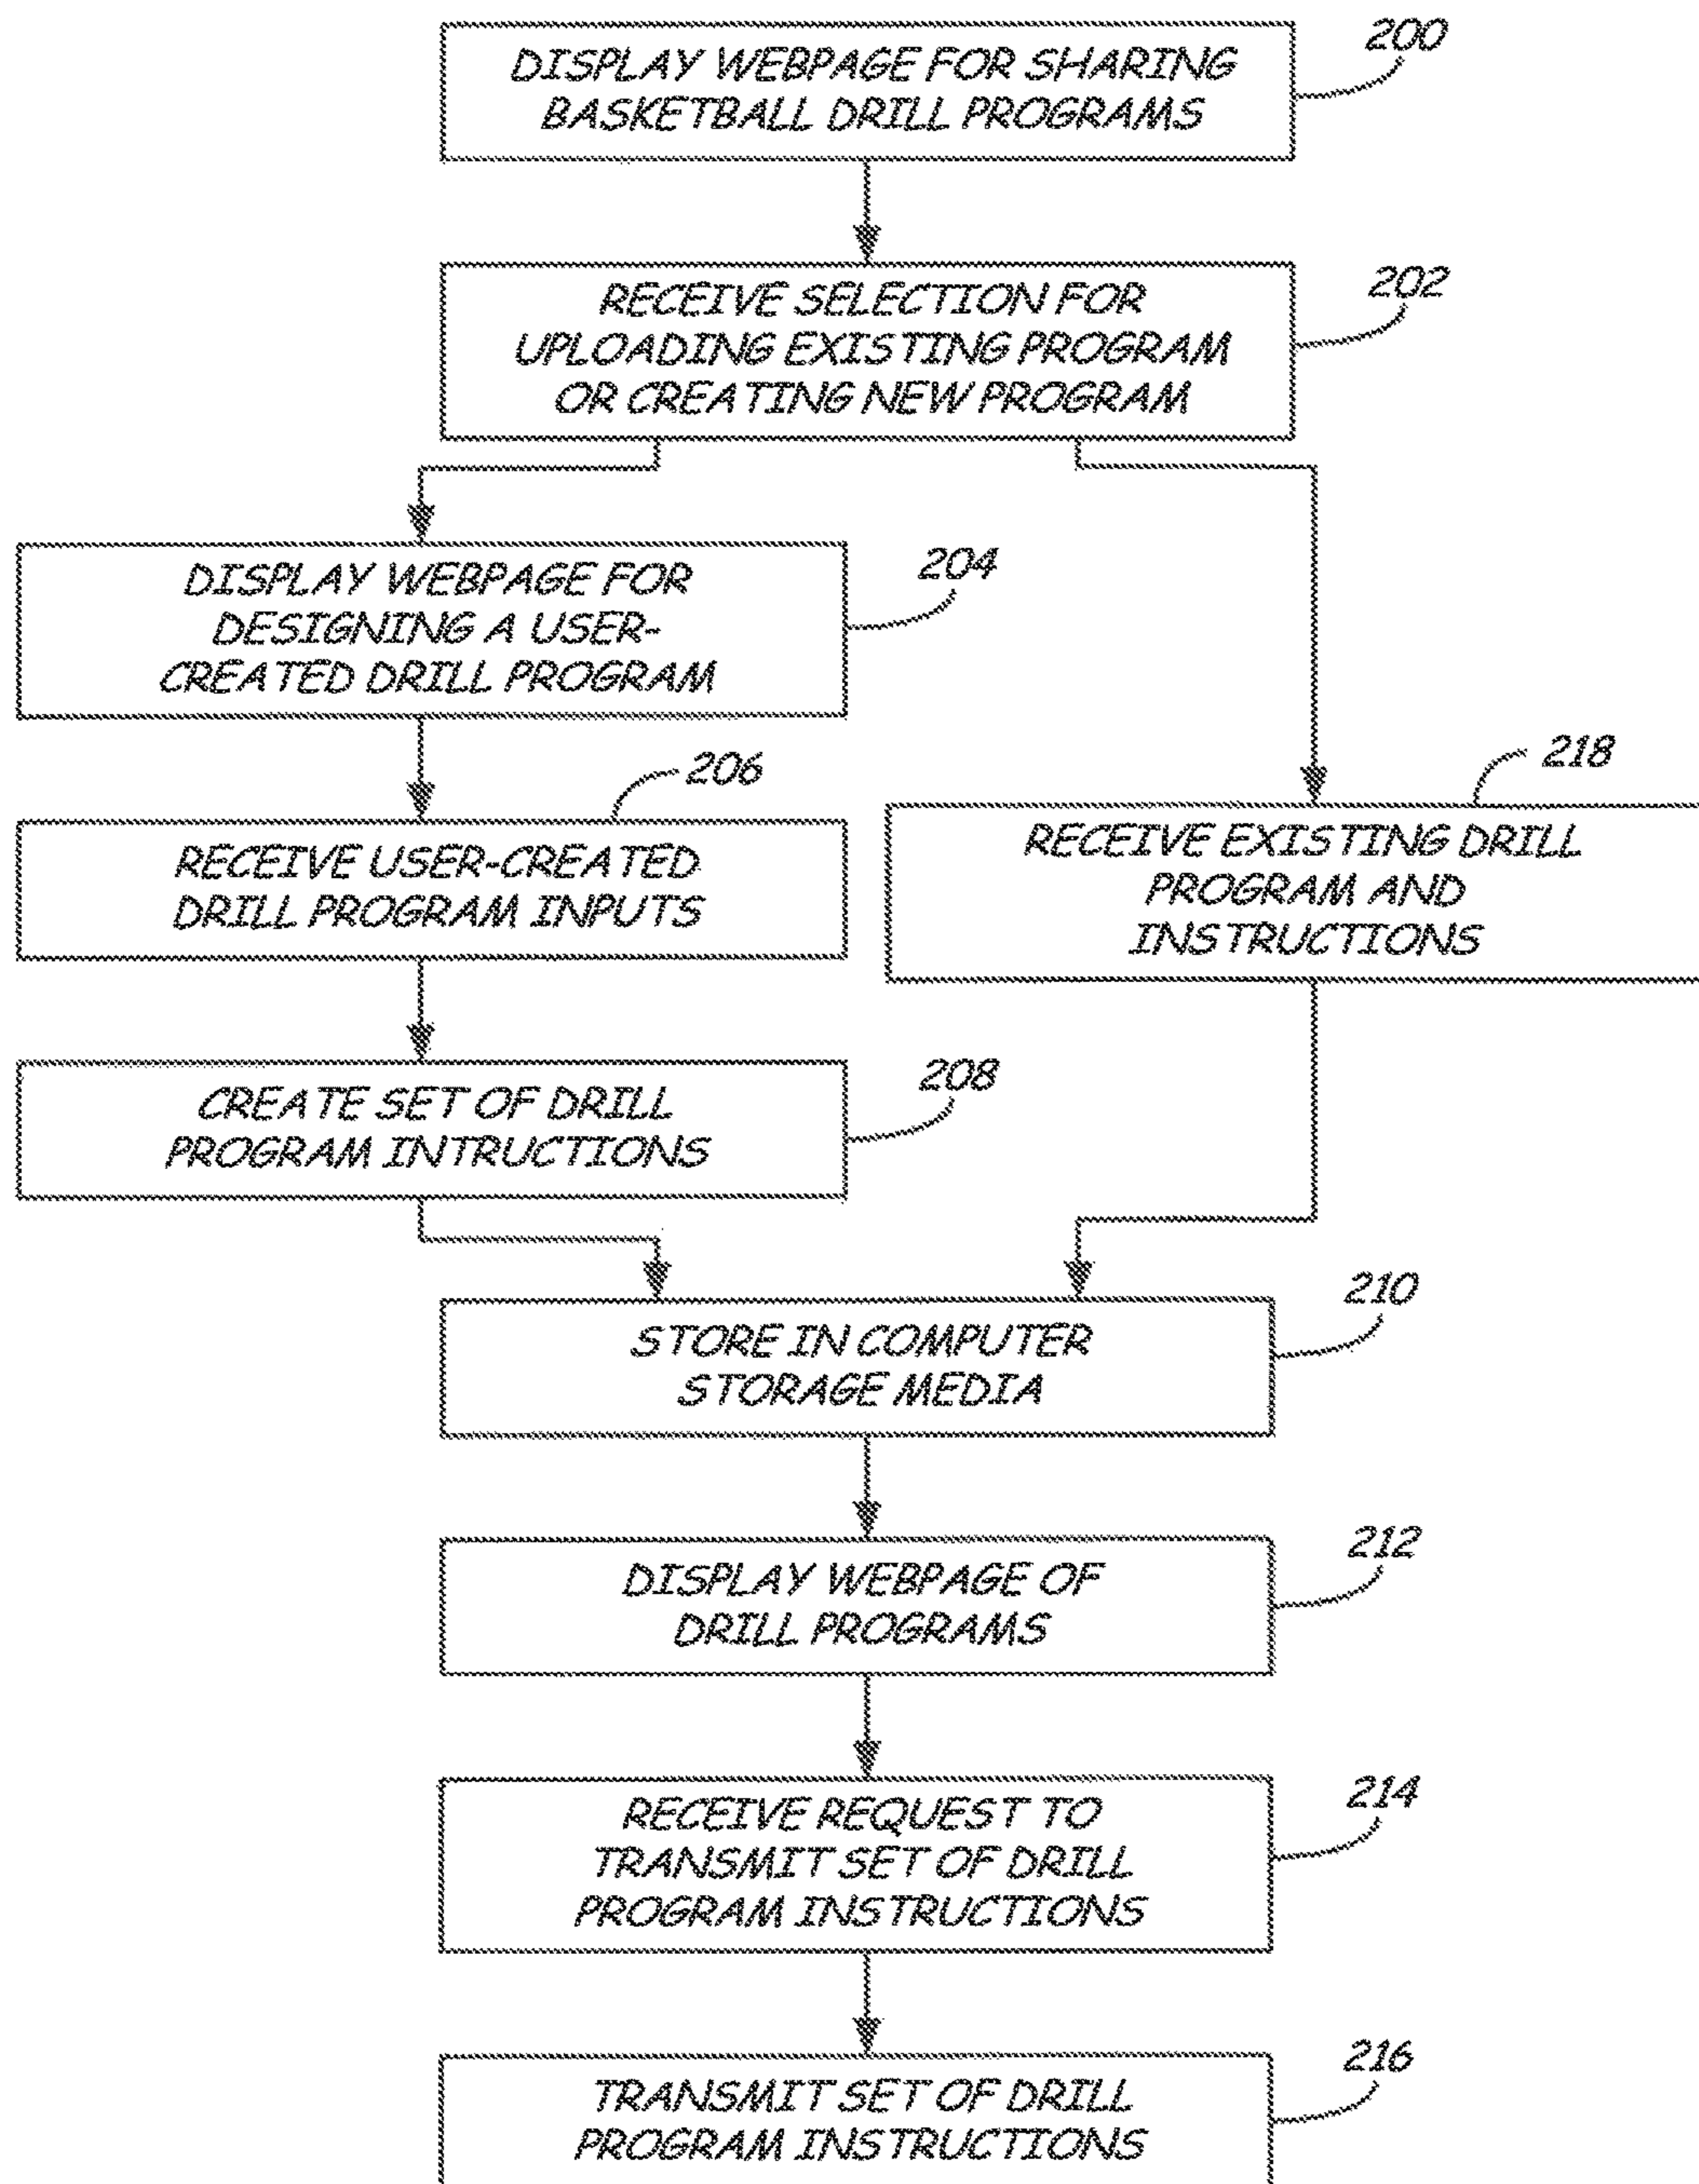 DISPLAY WEBPAGE FOR SHARING
BASKETBALL DRILL PROGRAMS
200
RECEIVE SELECTION FOR
UPLOADING EXISTING PROGRAM
OR CREATING NEW PROGRAM
202
DISPLAY WEBPAGE FOR
DESIGNING A USER-
CREATED DRILL PROGRAM
204
RECEIVE USER-CREATED
DRILL PROGRAM INPUTS
206
RECEIVE EXISTING DRILL
PROGRAM AND
INSTRUCTIONS
218
CREATE SET OF DRILL
PROGRAM INTRUCTIONS
208
STORE IN COMPUTER
STORAGE MEDIA
210
DISPLAY WEBPAGE OF
DRILL PROGRAMS
212
RECEIVE REQUEST TO
TRANSMIT SET OF DRILL
PROGRAM INSTRUCTIONS
214
TRANSMIT SET OF DRILL
PROGRAM INSTRUCTIONS
216